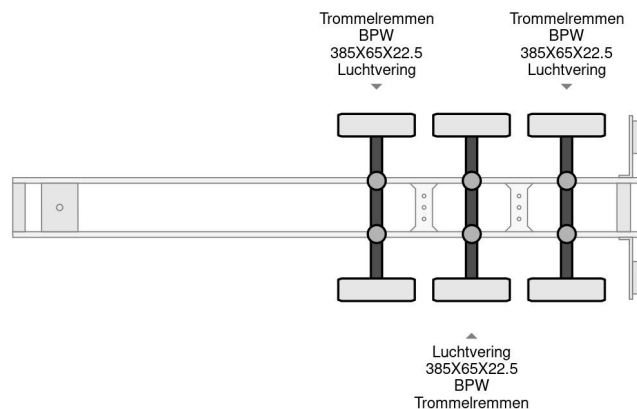 Trommelremmen
BPW
385X65X22.5
Luchtvering
Trommelremmen
BPW
385X65X22.5
Luchtvering
Luchtvering
385X65X22.5
BPW
Trommelremmen